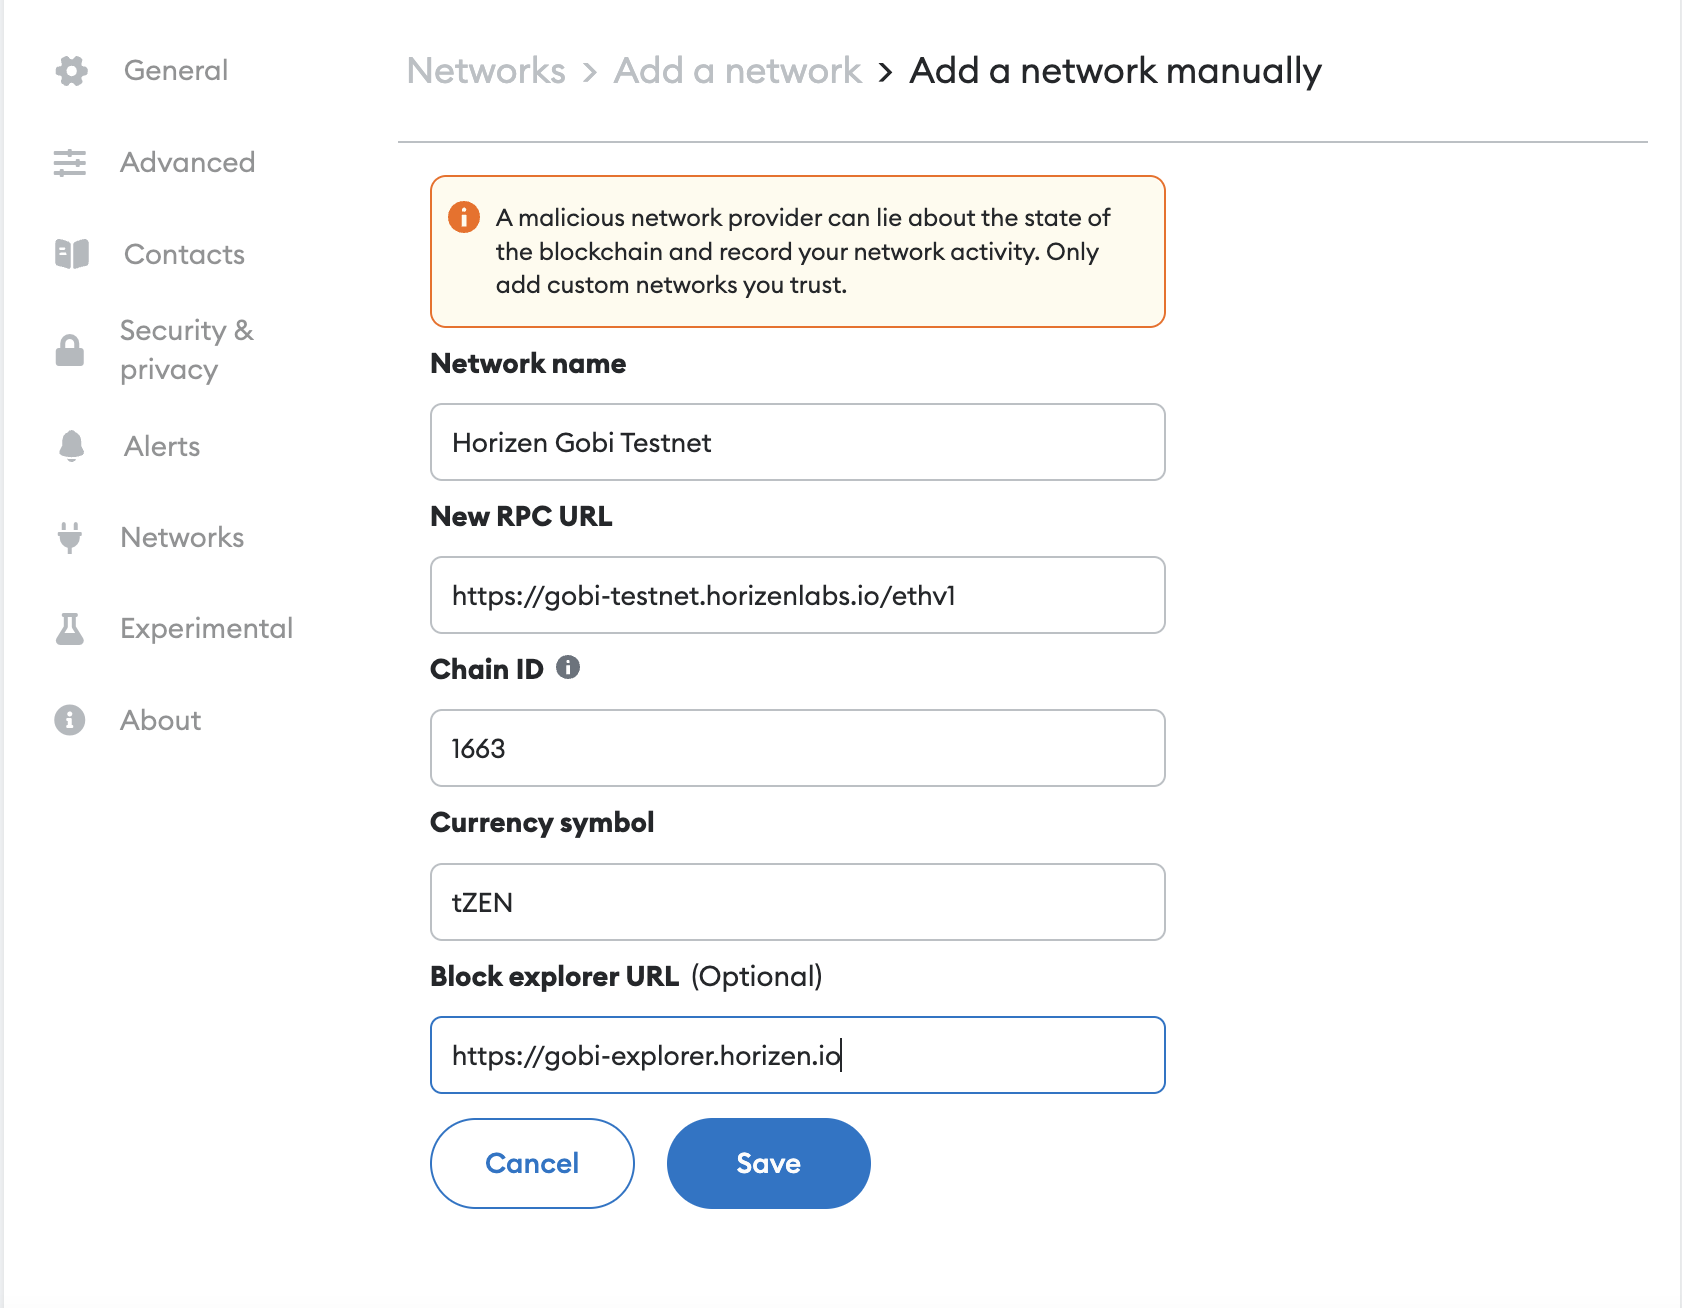 General
Advanced
Contacts
Security &
privacy
Alerts
Networks
Experimental
About
Networks > Add a network > Add a network manually
A malicious network provider can lie about the state of
the blockchain and record your network activity. Only
add custom networks you trust.
Network name
Horizen Gobi Testnet
New RPC URL
https://gobi-testnet.horizenlabs.io/ethv1
Chain ID
1663
Currency symbol
tZEN
Block explorer URL (Optional)
https://gobi-explorer.horizen.io
Cancel
Save